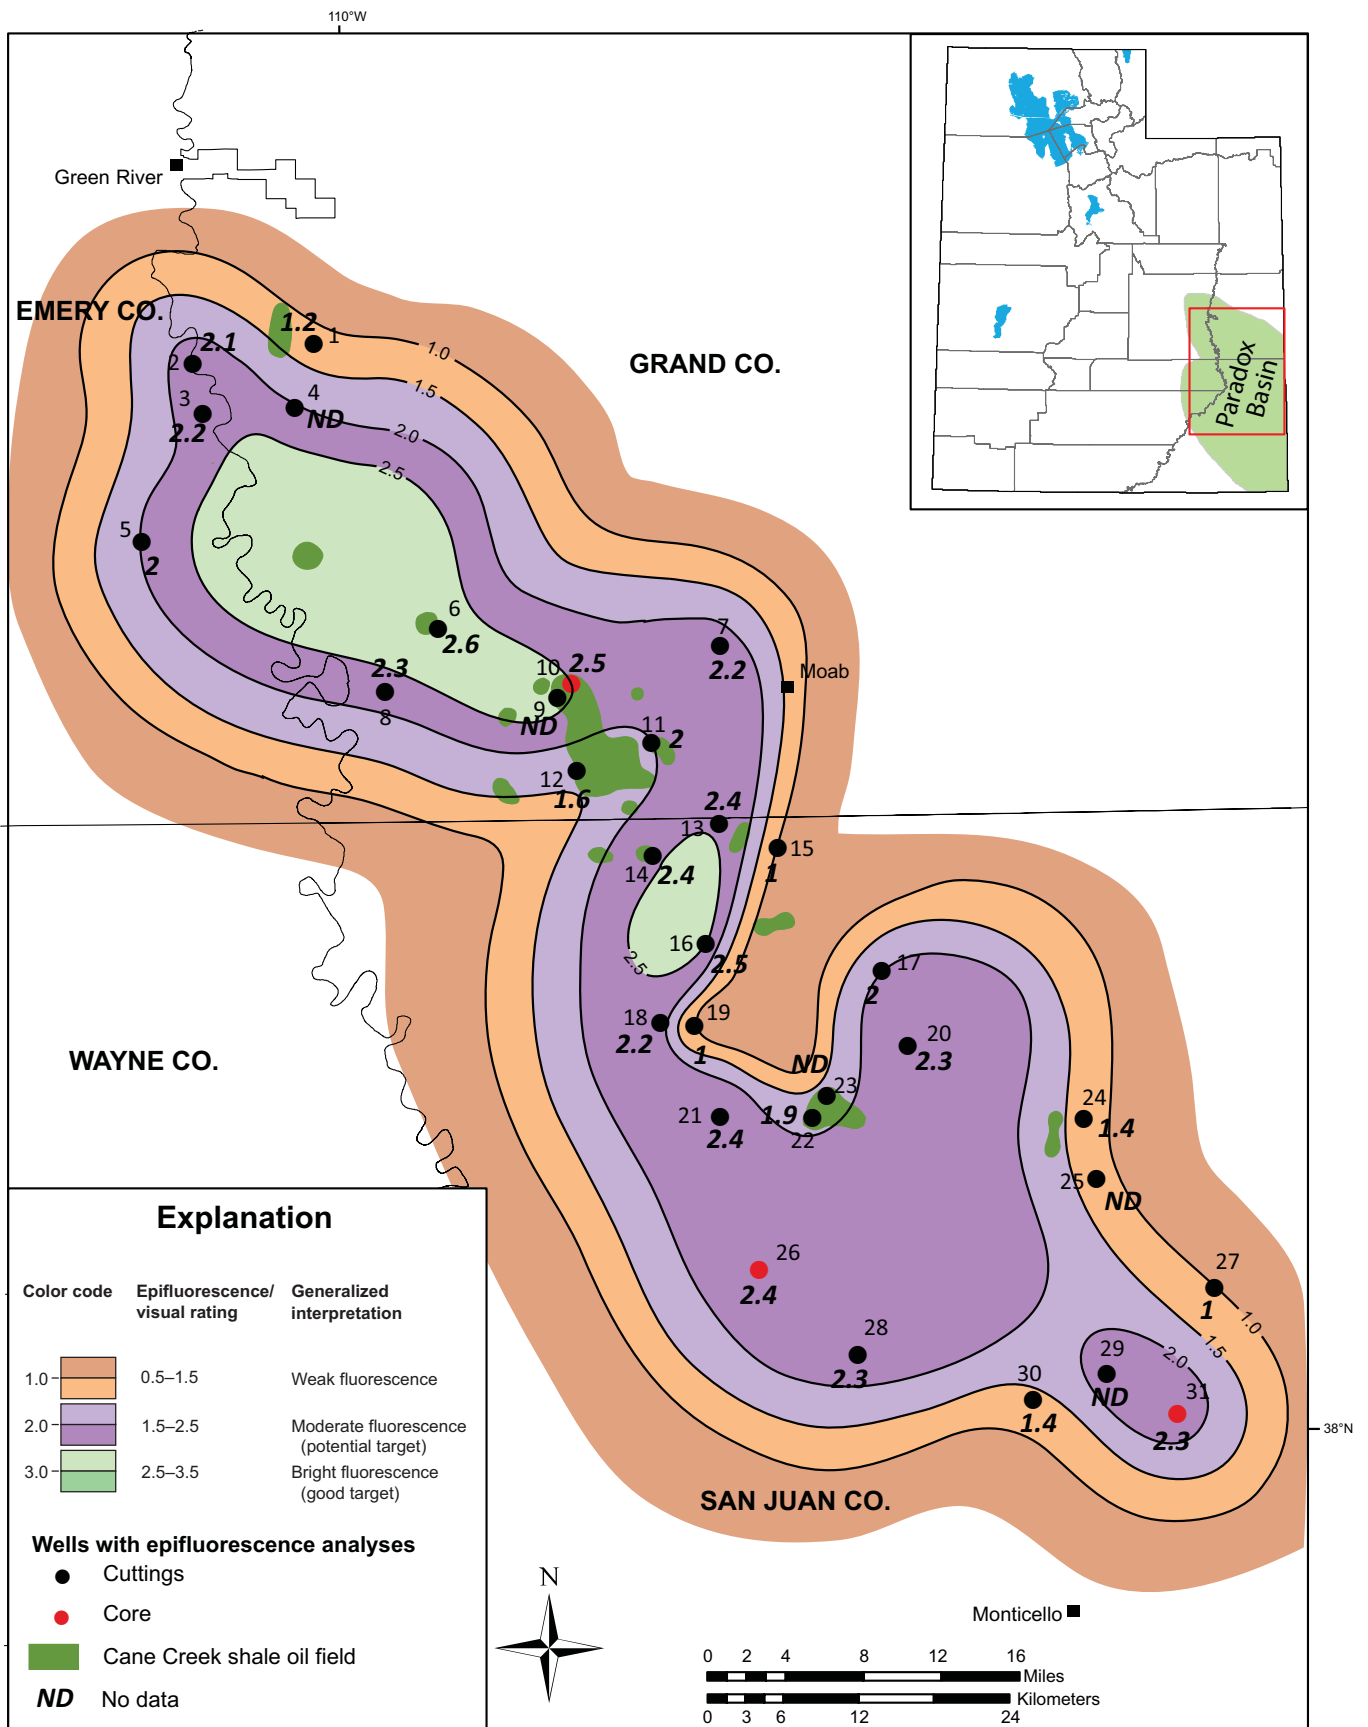 110°W
Green River
EMERY CO.
GRAND CO.
Paradox
Basin
1.2
1
1.0
2.1
2
1.5
3
4
ND
2.2
2.0
2.5
5
2
6
2.6
7
2.2
Moab
10
2.5
2.3
8
9
ND
11
2
12
1.6
2.4
13
15
1
14
2.4
16
2.5
2.5
17
2
18
2.2
19
1
20
2.3
ND
23
21
2.4
1.9
22
24
1.4
25
ND
WAYNE CO.
26
2.4
27
1
1.0
1.5
28
2.3
2.0
29
ND
30
1.4
31
2.3
38°N
SAN JUAN CO.
Monticello
Explanation
Color code
Epifluorescence/
visual rating
Generalized
interpretation
1.0
0.5–1.5
Weak fluorescence
2.0
1.5–2.5
Moderate fluorescence
(potential target)
3.0
2.5–3.5
Bright fluorescence
(good target)
Wells with epifluorescence analyses
Cuttings
Core
Cane Creek shale oil field
ND No data
N
0 2 4 8 12 16
Miles
Kilometers
0 3 6 12 24